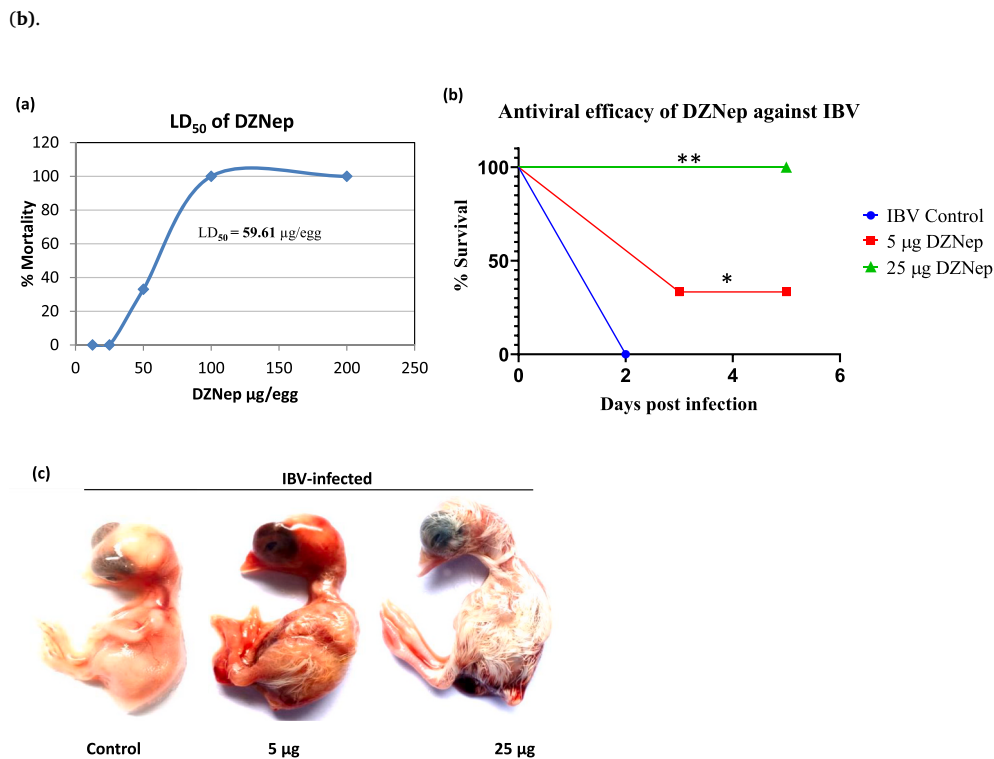 (b).
(a)
LD50 of DZNep
120
100
80
60
40
20
0
% Mortality
LD50 = 59.61 µg/egg
0 50 100 150 200 250
DZNep µg/egg
(b)
Antiviral efficacy of DZNep against IBV
100
50
0
% Survival
**
*
0 2 4 6
Days post infection
IBV Control
5 µg DZNep
25 µg DZNep
(c)
IBV-infected
Control 5 µg 25 µg